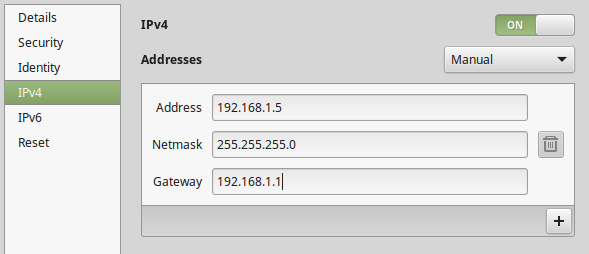 Details
Security
Identity
IPv4
IPv6
Reset
IPv4
ON
Addresses
Manual
Address 192.168.1.5
Netmask 255.255.255.0
Gateway 192.168.1.1
+